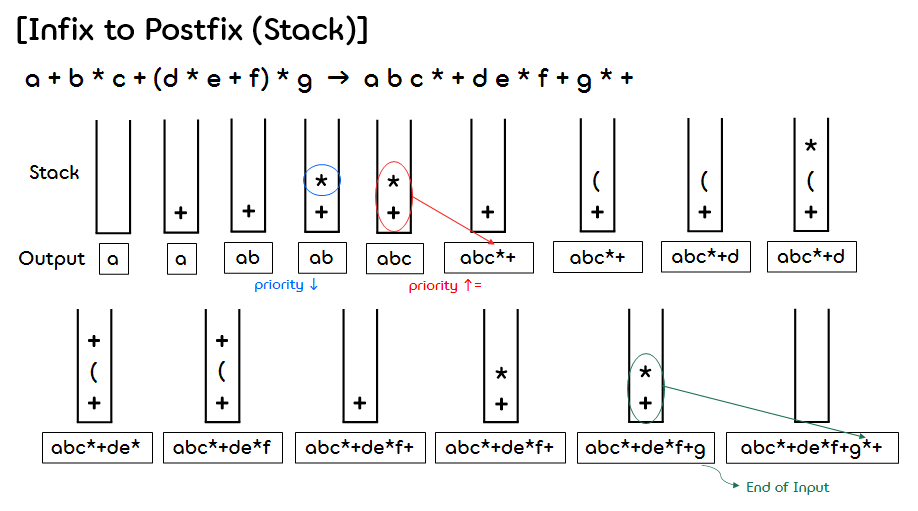 [Infix to Postfix (Stack)]
a + b * c + (d * e + f) * g → a b c * + d e * f + g * +
Stack
*
*
*
*
(
(
(
+
+
+
+
+
+
+
+
Output
a
a
ab
ab
abc
abc*+
abc*+
abc*+d
abc*+d
priority ↓
priority ↑=
+
+
(
(
*
*
+
+
+
+
+
abc*+de*
abc*+de*f
abc*+de*f+
abc*+de*f+
abc*+de*f+g
abc*+de*f+g*+
End of Input